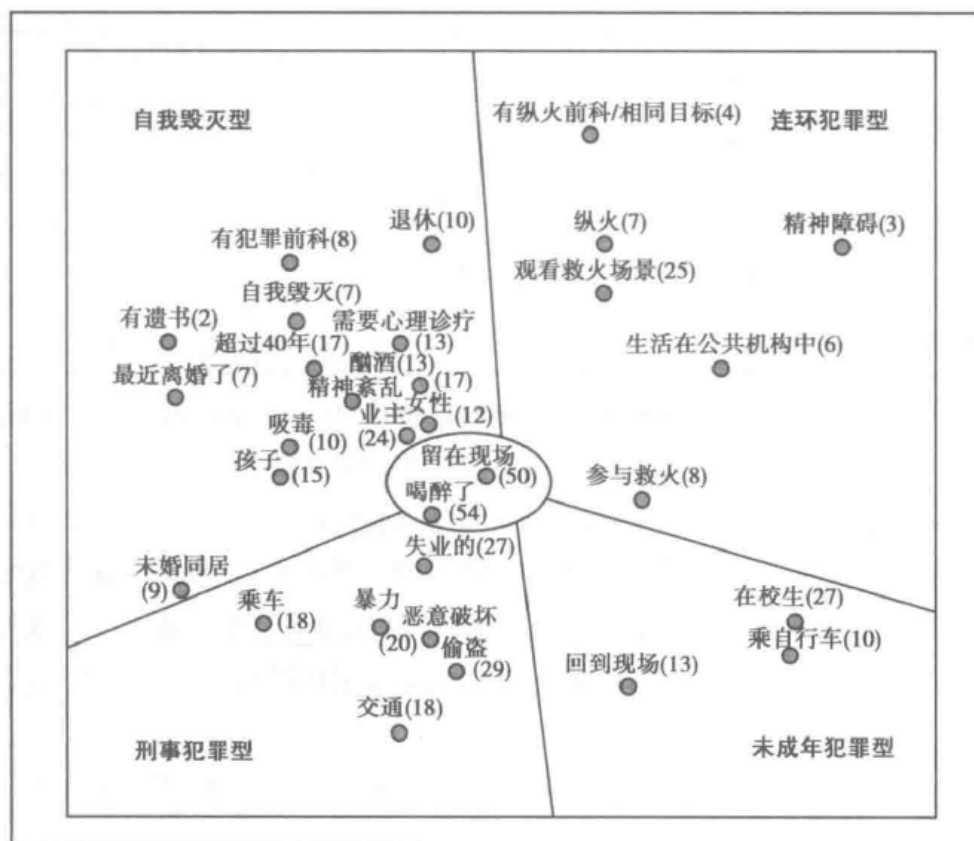 自我毁灭型
有纵火前科/相同目标(4)
连环犯罪型
退休(10)
纵火(7)
精神障碍(3)
有犯罪前科(8)
观看救火场景(25)
自我毁灭(7)
有遗书(2)
需要心理诊疗
(13)
超过40年(17)
酗酒(13)
生活在公共机构中(6)
最近离婚了(7)
精神紊乱
(17)
女性
(12)
吸毒
(10)
业主
(24)
孩子
(15)
留在现场
(50)
参与救火(8)
喝醉了
(54)
失业的(27)
未婚同居
(9)
乘车
(18)
暴力
(20)
恶意破坏
偷盗
(29)
在校生(27)
乘自行车(10)
回到现场(13)
交通(18)
刑事犯罪型
未成年犯罪型